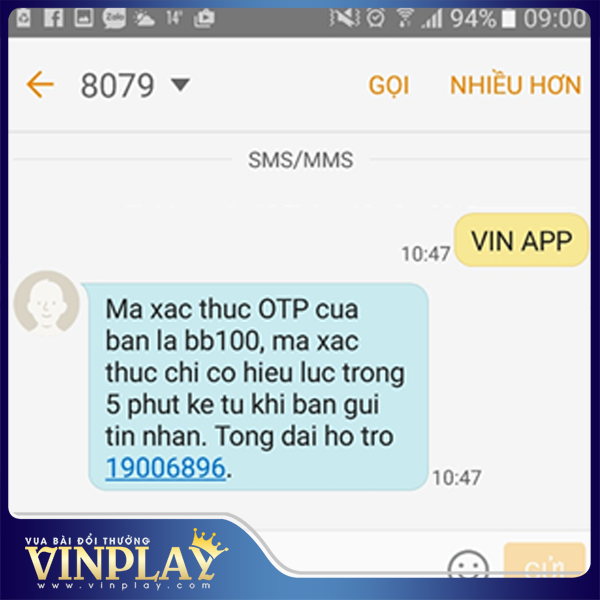 Zalo 14° 94% 09:00
8079 GỌI NHIỀU HƠN
SMS/MMS
10:47 VIN APP
Ma xac thuc OTP cua
ban la bb100, ma xac
thuc chi co hieu luc trong
5 phut ke tu khi ban gui
tin nhan. Tong dai ho tro
19006896.
10:47
VUA BÀI ĐỔI THƯỞNG
VINPLAY
www.vinplay.com
GỬI